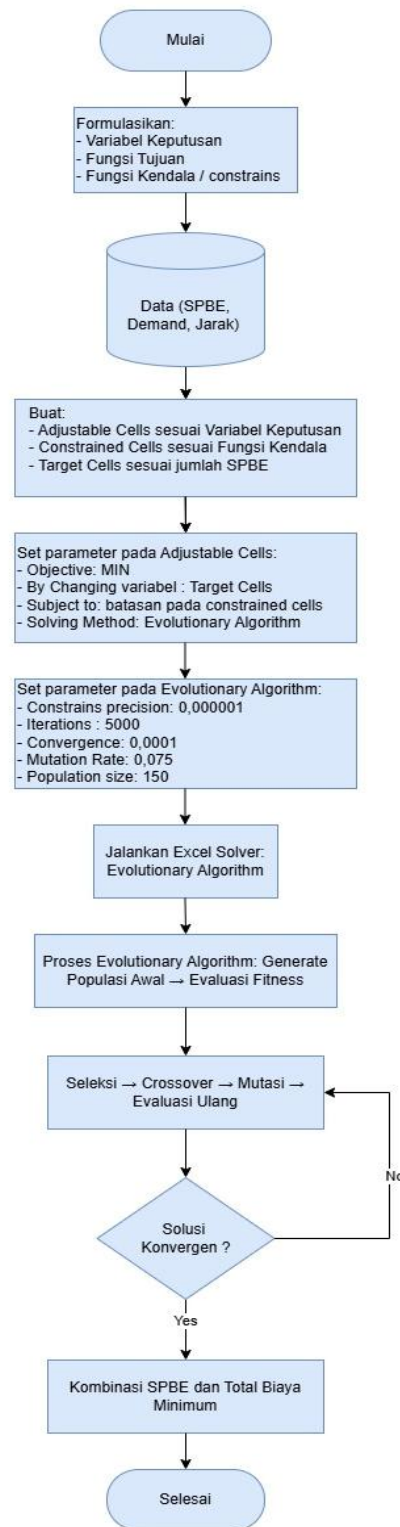 Mulai
Formulasikan:
- Variabel Keputusan
- Fungsi Tujuan
- Fungsi Kendala / constrains
Data (SPBE,
Demand, Jarak)
Buat:
- Adjustable Cells sesuai Variabel Keputusan
- Constrained Cells sesuai Fungsi Kendala
- Target Cells sesuai jumlah SPBE
Set parameter pada Adjustable Cells:
- Objective: MIN
- By Changing variabel : Target Cells
- Subject to: batasan pada constrained cells
- Solving Method: Evolutionary Algorithm
Set parameter pada Evolutionary Algorithm:
- Constrains precision: 0,000001
- Iterations : 5000
- Convergence: 0,0001
- Mutation Rate: 0,075
- Population size: 150
Jalankan Excel Solver:
Evolutionary Algorithm
Proses Evolutionary Algorithm: Generate
Populasi Awal → Evaluasi Fitness
Seleksi → Crossover → Mutasi →
Evaluasi Ulang
No
Solusi
Konvergen ?
Yes
Kombinasi SPBE dan Total Biaya
Minimum
Selesai